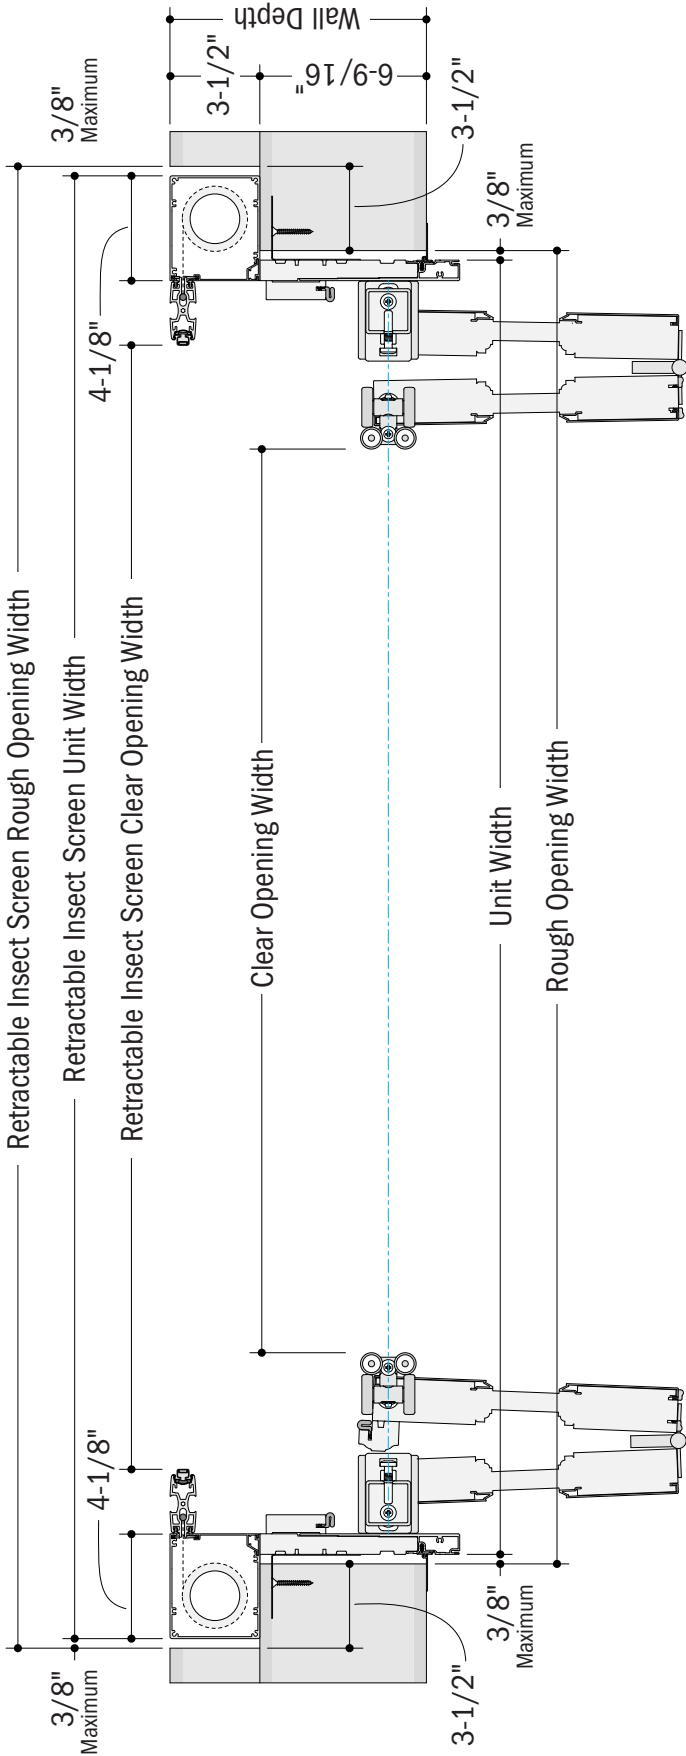 Retractable Insect Screen Rough Opening Width
Retractable Insect Screen Unit Width
Retractable Insect Screen Clear Opening Width
3/8"
Maximum
4-1/8"
4-1/8"
3/8"
Maximum
Wall Depth
3-1/2"
6-9/16"
Clear Opening Width
3-1/2"
3-1/2"
3/8"
Maximum
Unit Width
3/8"
Maximum
Rough Opening Width